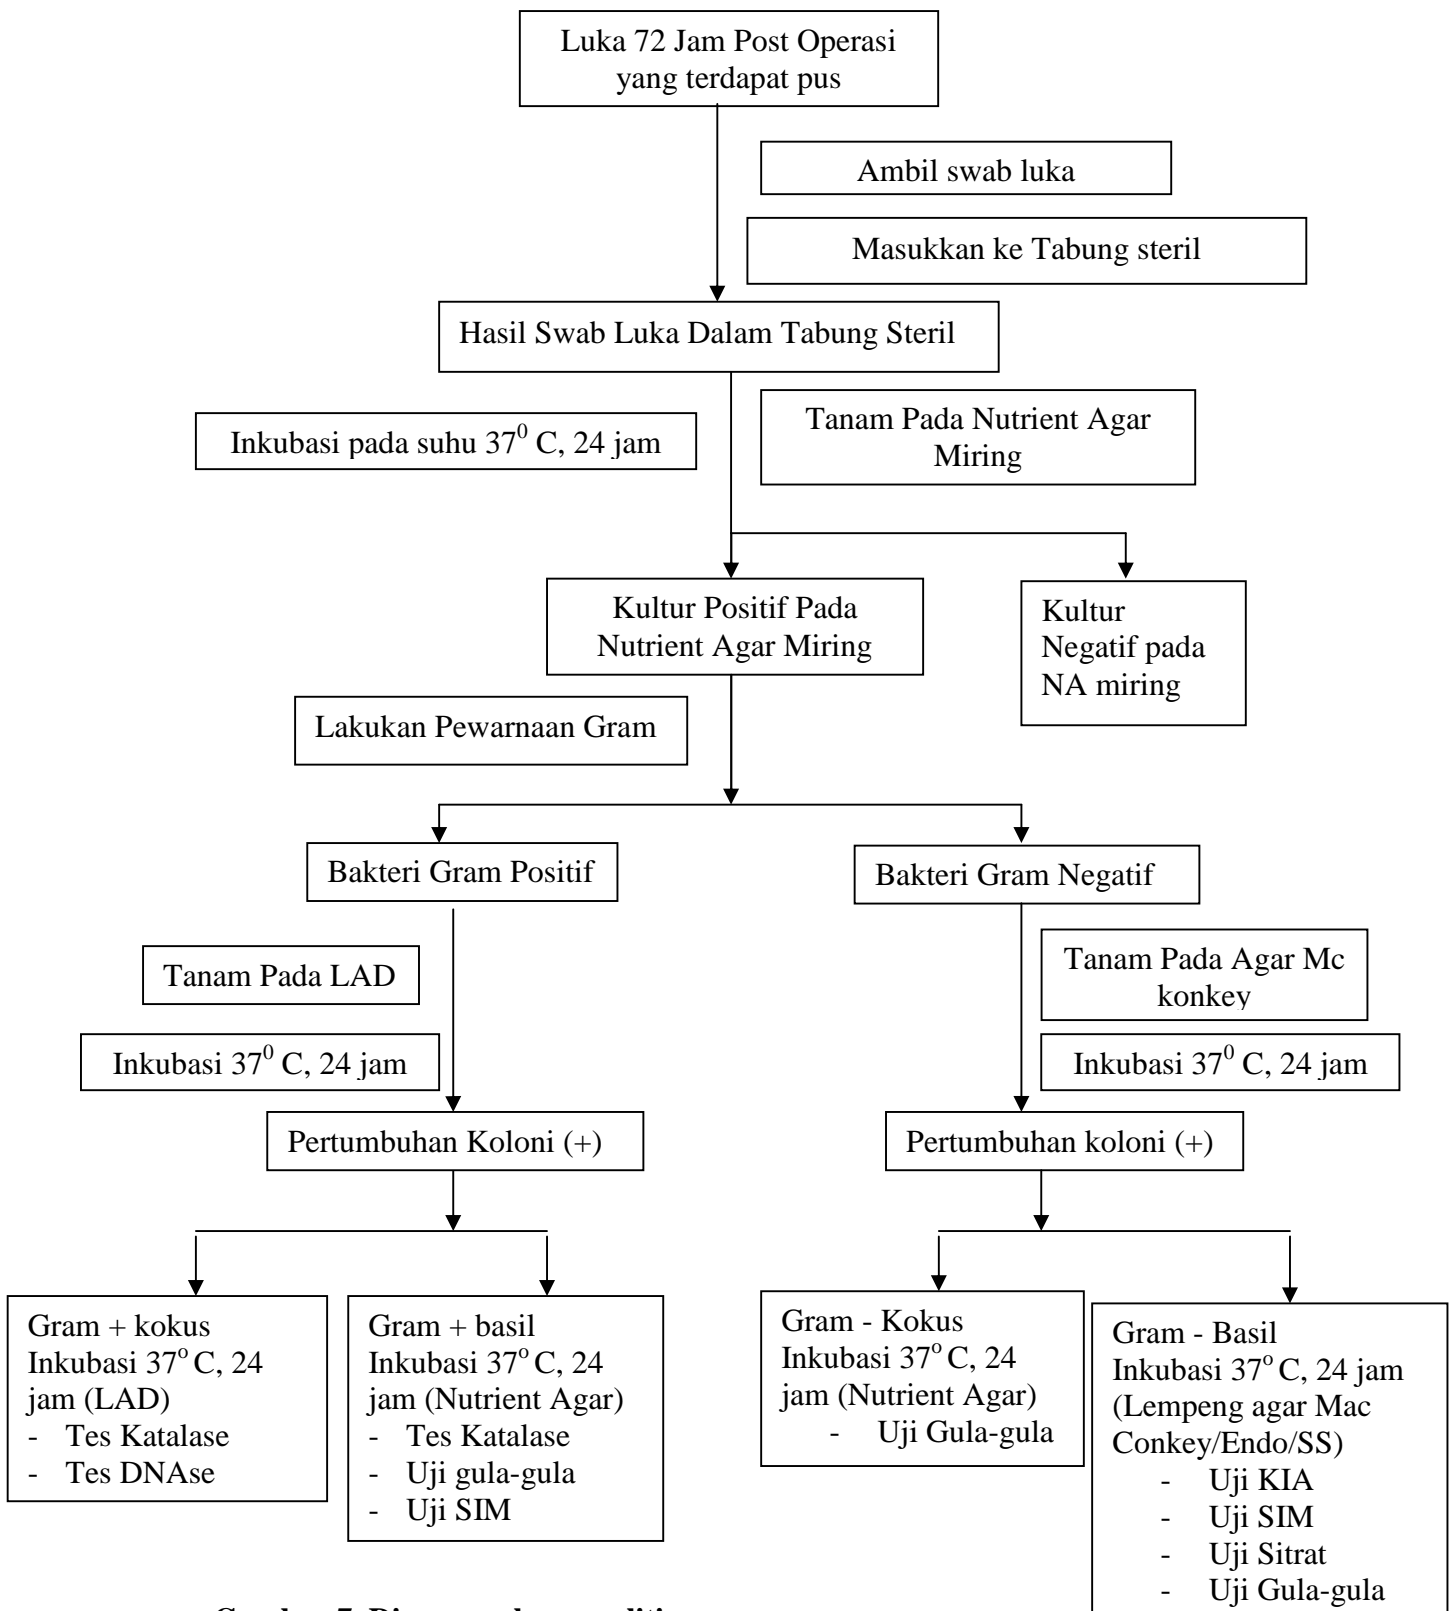 Luka 72 Jam Post Operasi
yang terdapat pus
Ambil swab luka
Masukkan ke Tabung steril
Hasil Swab Luka Dalam Tabung Steril
Inkubasi pada suhu 37⁰ C, 24 jam
Tanam Pada Nutrient Agar
Miring
Kultur Positif Pada
Nutrient Agar Miring
Kultur
Negatif pada
NA miring
Lakukan Pewarnaan Gram
Bakteri Gram Positif
Bakteri Gram Negatif
Tanam Pada LAD
Inkubasi 37⁰ C, 24 jam
Tanam Pada Agar Mc
konkey
Inkubasi 37⁰ C, 24 jam
Pertumbuhan Koloni (+)
Pertumbuhan koloni (+)
Gram + kokus
Inkubasi 37ᵒ C, 24
jam (LAD)
- Tes Katalase
- Tes DNAse
Gram + basil
Inkubasi 37ᵒ C, 24
jam (Nutrient Agar)
- Tes Katalase
- Uji gula-gula
- Uji SIM
Gram - Kokus
Inkubasi 37ᵒ C, 24
jam (Nutrient Agar)
- Uji Gula-gula
Gram - Basil
Inkubasi 37ᵒ C, 24 jam
(Lempeng agar Mac
Conkey/Endo/SS)
- Uji KIA
- Uji SIM
- Uji Sitrat
- Uji Gula-gula